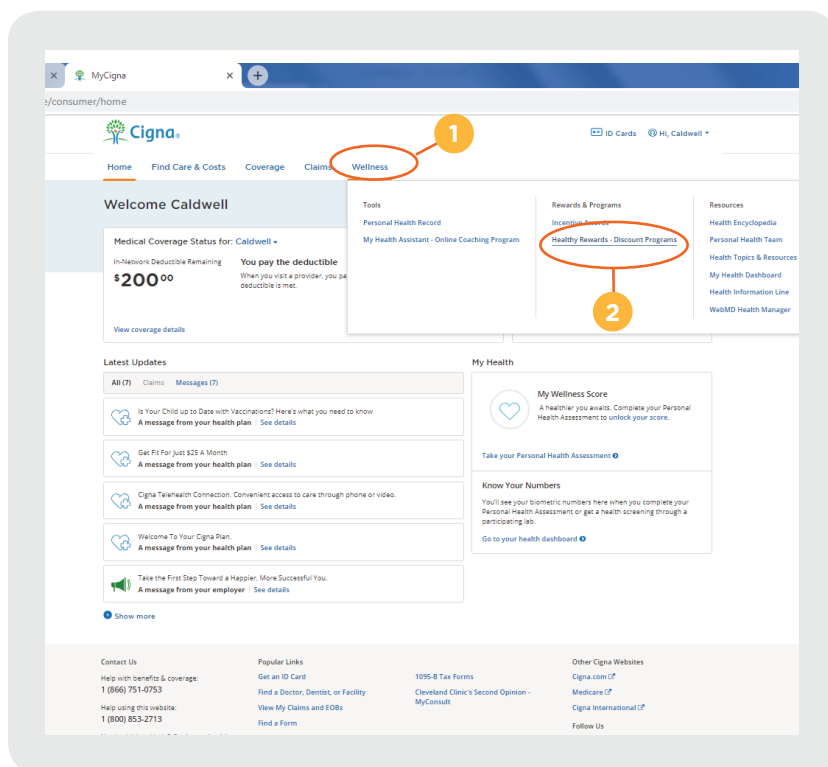 MyCigna
e/consumer/home
Cigna
1
ID Cards
Hi, Caldwell
Home
Find Care & Costs
Coverage
Claims
Wellness
Welcome Caldwell
Medical Coverage Status for: Caldwell
In-Network Deductible Remaining
$200 00
You pay the deductible
When you visit a provider, you pa
deductible is met.
View coverage details
Tools
Personal Health Record
My Health Assistant - Online Coaching Program
Rewards & Programs
Incentive Awards
Healthy Rewards - Discount Programs
2
Resources
Health Encyclopedia
Personal Health Team
Health Topics & Resources
My Health Dashboard
Health Information Line
WebMD Health Manager
Latest Updates
All (7) Claims Messages (7)
Is Your Child up to Date with Vaccinations? Here's what you need to know
A message from your health plan | See details
Get Fit For Just $25 A Month
A message from your health plan | See details
Cigna Telehealth Connection. Convenient access to care through phone or video.
A message from your health plan | See details
Welcome To Your Cigna Plan.
A message from your health plan | See details
Take the First Step Toward a Happier, More Successful You.
A message from your employer | See details
Show more
My Health
My Wellness Score
A healthier you awaits. Complete your Personal
Health Assessment to unlock your score.
Take your Personal Health Assessment
Know Your Numbers
You'll see your biometric numbers here when you complete your
Personal Health Assessment or get a health screening through a
participating lab.
Go to your health dashboard
Contact Us
Help with benefits & coverage:
1 (866) 751-0753
Help using this website:
1 (800) 853-2713
Popular Links
Get an ID Card
Find a Doctor, Dentist, or Facility
View My Claims and EOBs
Find a Form
1095-B Tax Forms
Cleveland Clinic's Second Opinion -
MyConsult
Other Cigna Websites
Cigna.com
Medicare
Cigna International
Follow Us